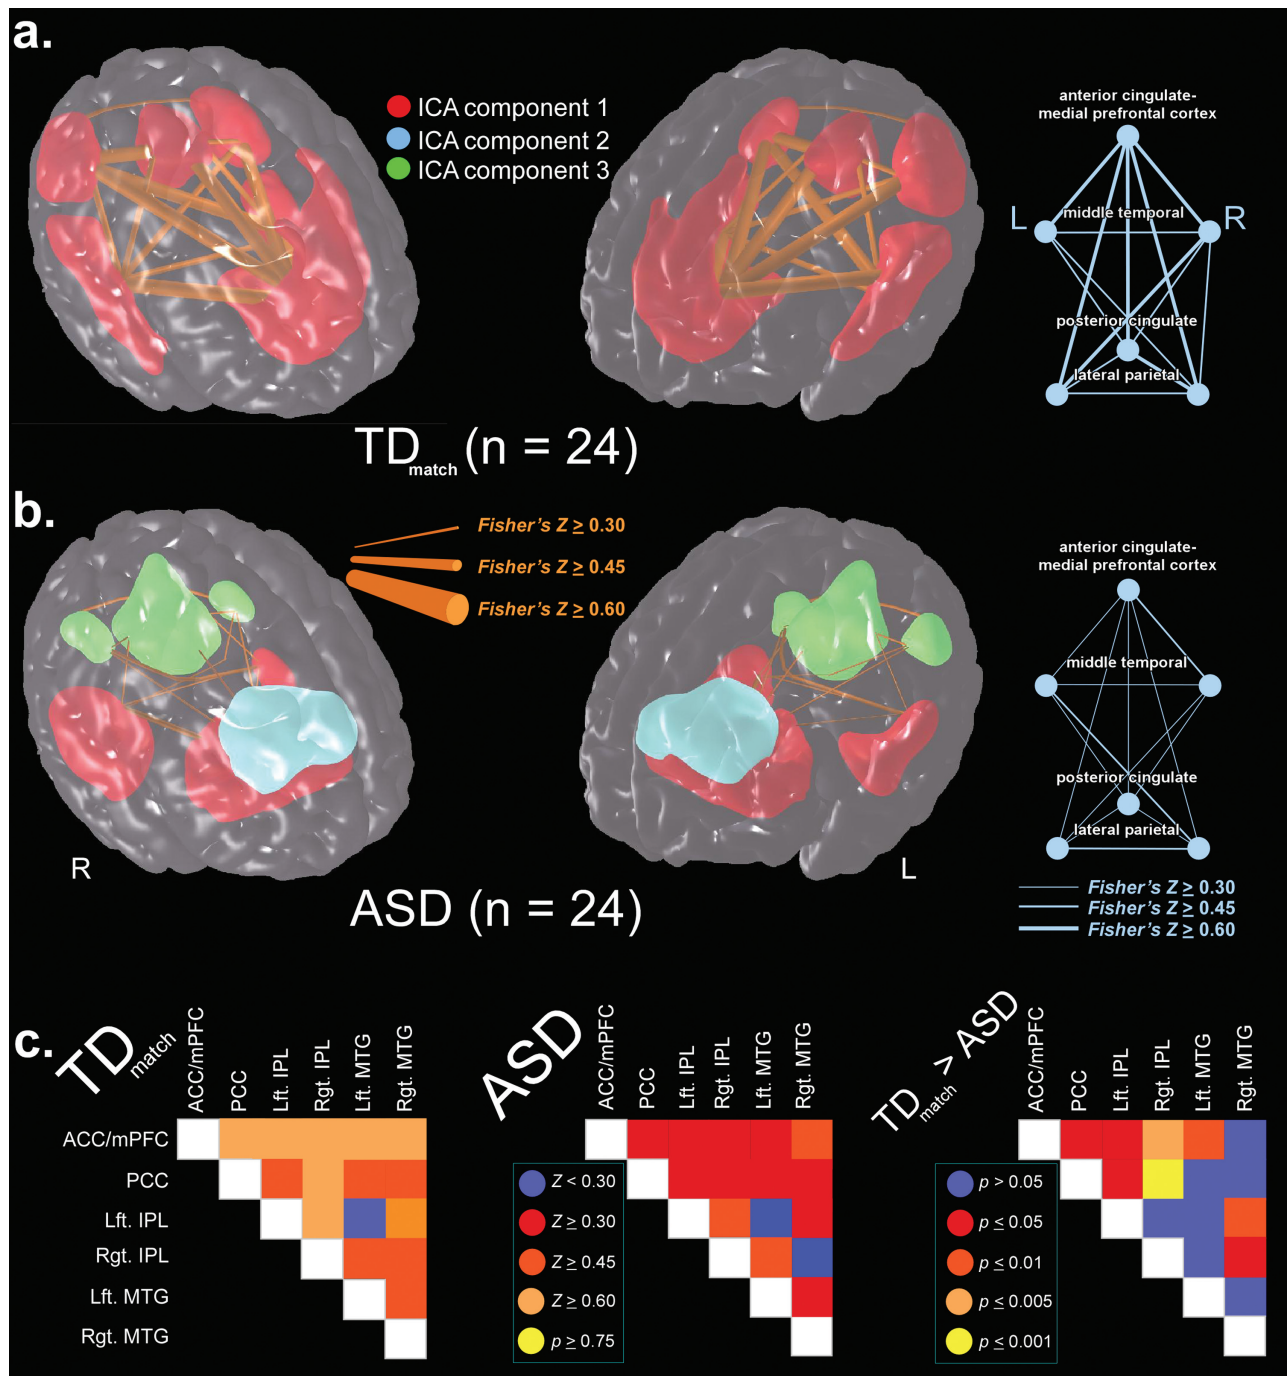 a.
ICA component 1
ICA component 2
ICA component 3
anterior cingulate-
medial prefrontal cortex
L
middle temporal
R
posterior cingulate
lateral parietal
TDmatch (n = 24)
b.
Fisher's Z ≥ 0.30
Fisher's Z ≥ 0.45
Fisher's Z ≥ 0.60
anterior cingulate-
medial prefrontal cortex
middle temporal
posterior cingulate
lateral parietal
R
L
ASD (n = 24)
Fisher's Z ≥ 0.30
Fisher's Z ≥ 0.45
Fisher's Z ≥ 0.60
c.
TDmatch
ACC/mPFC
PCC
Lft. IPL
Rgt. IPL
Lft. MTG
Rgt. MTG
ACC/mPFC
PCC
Lft. IPL
Rgt. IPL
Lft. MTG
Rgt. MTG
ASD
ACC/mPFC
PCC
Lft. IPL
Rgt. IPL
Lft. MTG
Rgt. MTG
Z < 0.30
Z ≥ 0.30
Z ≥ 0.45
Z ≥ 0.60
p ≥ 0.75
TDmatch > ASD
ACC/mPFC
PCC
Lft. IPL
Rgt. IPL
Lft. MTG
Rgt. MTG
p > 0.05
p ≤ 0.05
p ≤ 0.01
p ≤ 0.005
p ≤ 0.001